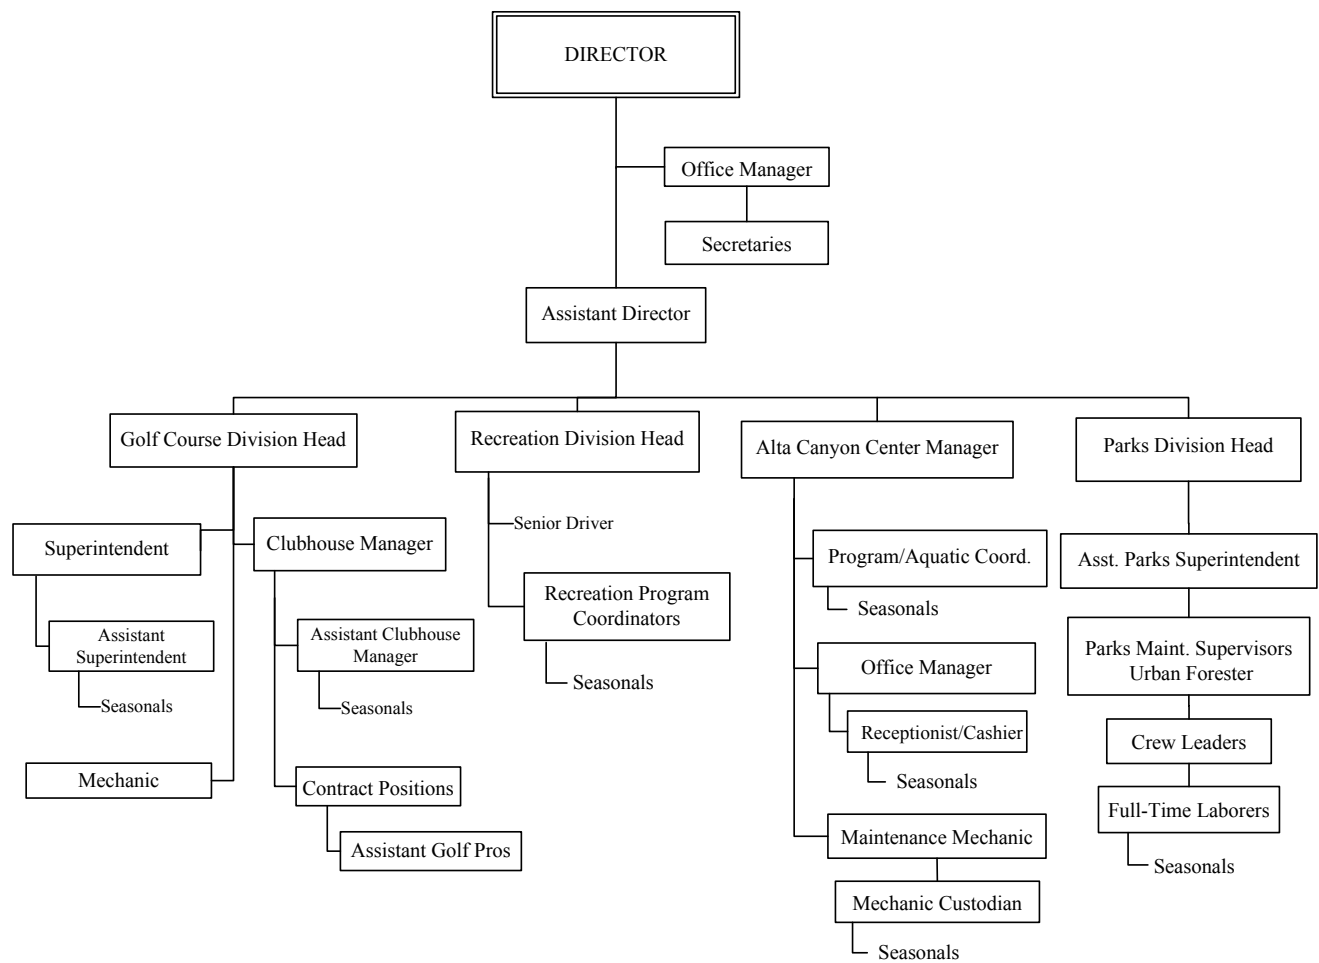 DIRECTOR
Office Manager
Secretaries
Assistant Director
Golf Course Division Head
Recreation Division Head
Alta Canyon Center Manager
Parks Division Head
Superintendent
Clubhouse Manager
Senior Driver
Program/Aquatic Coord.
Asst. Parks Superintendent
Recreation Program
Coordinators
Seasonals
Assistant
Superintendent
Assistant Clubhouse
Manager
Parks Maint. Supervisors
Urban Forester
Office Manager
Seasonals
Seasonals
Seasonals
Receptionist/Cashier
Crew Leaders
Mechanic
Contract Positions
Seasonals
Full-Time Laborers
Assistant Golf Pros
Maintenance Mechanic
Seasonals
Mechanic Custodian
Seasonals